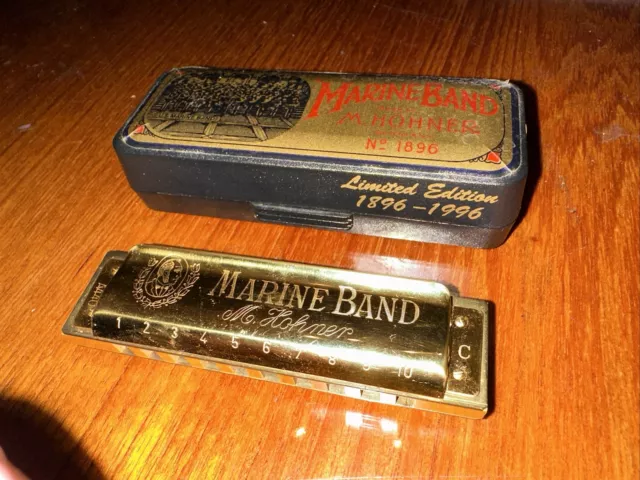 MARINE BAND
M. HOHNER
No 1896
Limited Edition
1896-1996
MARINE BAND
M. Hohner
1 2 3 4 5 6 7 8 9 10
C